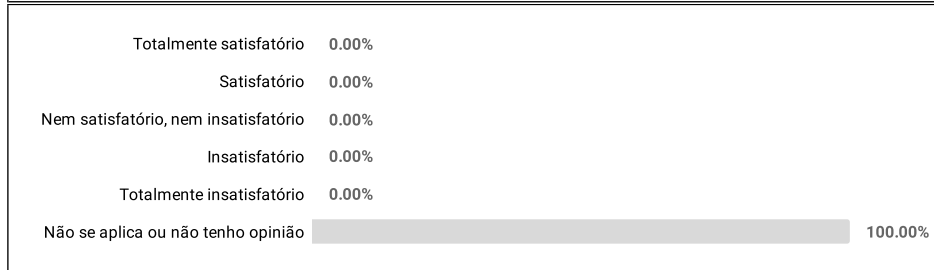 Totalmente satisfatório 0.00%
Satisfatório 0.00%
Nem satisfatório, nem insatisfatório 0.00%
Insatisfatório 0.00%
Totalmente insatisfatório 0.00%
Não se aplica ou não tenho opinião 100.00%